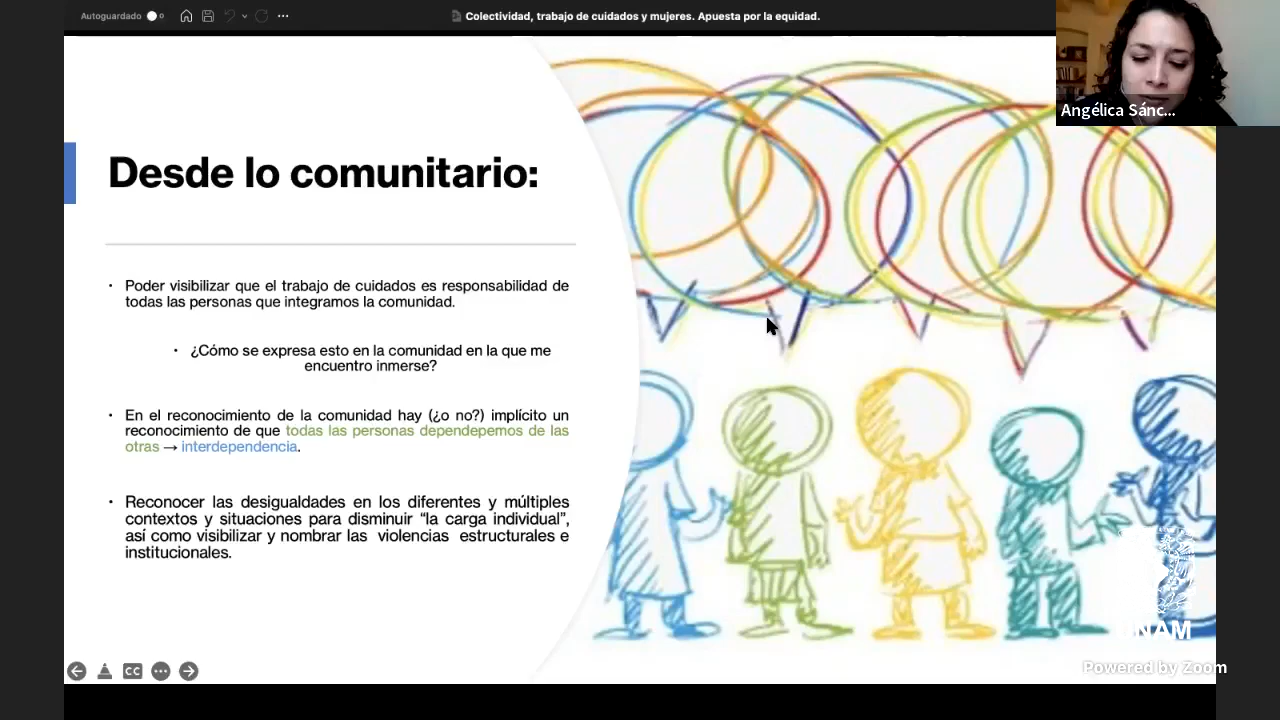 Autoguardado
Colectividad, trabajo de cuidados y mujeres. Apuesta por la equidad.
Angélica Sánc...
Desde lo comunitario:
• Poder visibilizar que el trabajo de cuidados es responsabilidad de
todas las personas que integramos la comunidad.
• ¿Cómo se expresa esto en la comunidad en la que me
encuentro inmerse?
• En el reconocimiento de la comunidad hay (¿o no?) implícito un
reconocimiento de que todas las personas dependepemos de las
otras → interdependencia.
• Reconocer las desigualdades en los diferentes y múltiples
contextos y situaciones para disminuir “la carga individual”,
así como visibilizar y nombrar las violencias estructurales e
institucionales.
UNAM
Powered by Zoom
CC